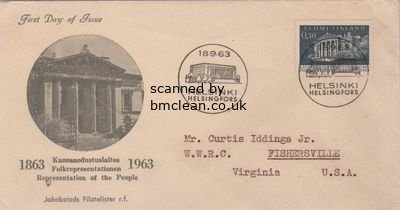 First Day of Issue
SUOMI-FINLAND
0,30
18·9·63
HELSINKI
HELSINGFORS
HELSINKI
HELSINGFORS
scanned by
bmclean.co.uk
1863 Kansanedustuslaitos 1963
Folkrepresentationen
Representation of the People
Jakobstads Filatelister r.f.
Mr. Curtis Iddings Jr.
W.W.R.C. FISHERSVILLE
Virginia U.S.A.